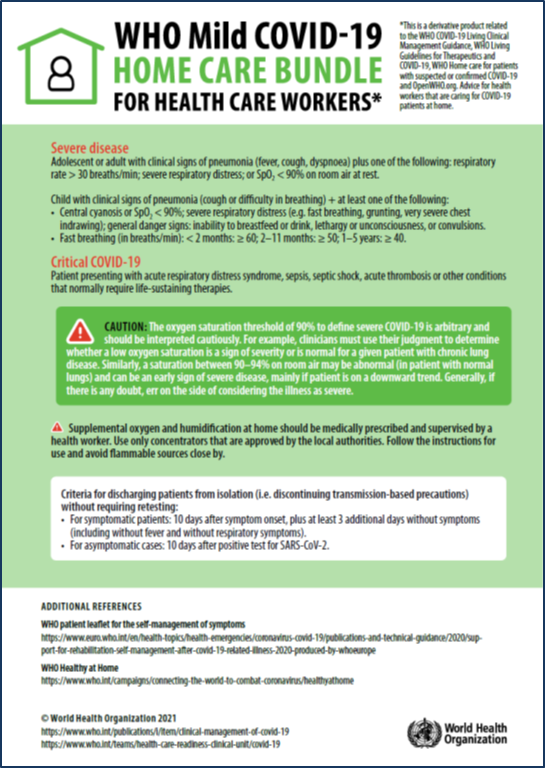 WHO Mild COVID-19
HOME CARE BUNDLE
FOR HEALTH CARE WORKERS*
*This is a derivative product related
to the WHO COVID-19 Living Clinical
Management Guidance, WHO Living
Guidelines for Therapeutics and
COVID-19, WHO Home care for patients
with suspected or confirmed COVID-19
and OpenWHO.org. Advice for health
workers that are caring for COVID-19
patients at home.
Severe disease
Adolescent or adult with clinical signs of pneumonia (fever, cough, dyspnoea) plus one of the following: respiratory
rate > 30 breaths/min; severe respiratory distress; or SpO₂ < 90% on room air at rest.
Child with clinical signs of pneumonia (cough or difficulty in breathing) + at least one of the following:
• Central cyanosis or SpO₂ < 90%; severe respiratory distress (e.g. fast breathing, grunting, very severe chest
indrawing); general danger signs: inability to breastfeed or drink, lethargy or unconsciousness, or convulsions.
• Fast breathing (in breaths/min): < 2 months: ≥ 60; 2–11 months: ≥ 50; 1–5 years: ≥ 40.
Critical COVID-19
Patient presenting with acute respiratory distress syndrome, sepsis, septic shock, acute thrombosis or other conditions
that normally require life-sustaining therapies.
CAUTION: The oxygen saturation threshold of 90% to define severe COVID-19 is arbitrary and
should be interpreted cautiously. For example, clinicians must use their judgment to determine
whether a low oxygen saturation is a sign of severity or is normal for a given patient with chronic lung
disease. Similarly, a saturation between 90–94% on room air may be abnormal (in patient with normal
lungs) and can be an early sign of severe disease, mainly if patient is on a downward trend. Generally, if
there is any doubt, err on the side of considering the illness as severe.
Supplemental oxygen and humidification at home should be medically prescribed and supervised by a
health worker. Use only concentrators that are approved by the local authorities. Follow the instructions for
use and avoid flammable sources close by.
Criteria for discharging patients from isolation (i.e. discontinuing transmission-based precautions)
without requiring retesting:
• For symptomatic patients: 10 days after symptom onset, plus at least 3 additional days without symptoms
(including without fever and without respiratory symptoms).
• For asymptomatic cases: 10 days after positive test for SARS-CoV-2.
ADDITIONAL REFERENCES
WHO patient leaflet for the self-management of symptoms
https://www.euro.who.int/en/health-topics/health-emergencies/coronavirus-covid-19/publications-and-technical-guidance/2020/sup-
port-for-rehabilitation-self-management-after-covid-19-related-illness-2020-produced-by-whoeurope
WHO Healthy at Home
https://www.who.int/campaigns/connecting-the-world-to-combat-coronavirus/healthyathome
© World Health Organization 2021
https://www.who.int/publications/i/item/clinical-management-of-covid-19
https://www.who.int/teams/health-care-readiness-clinical-unit/covid-19
World Health
Organization